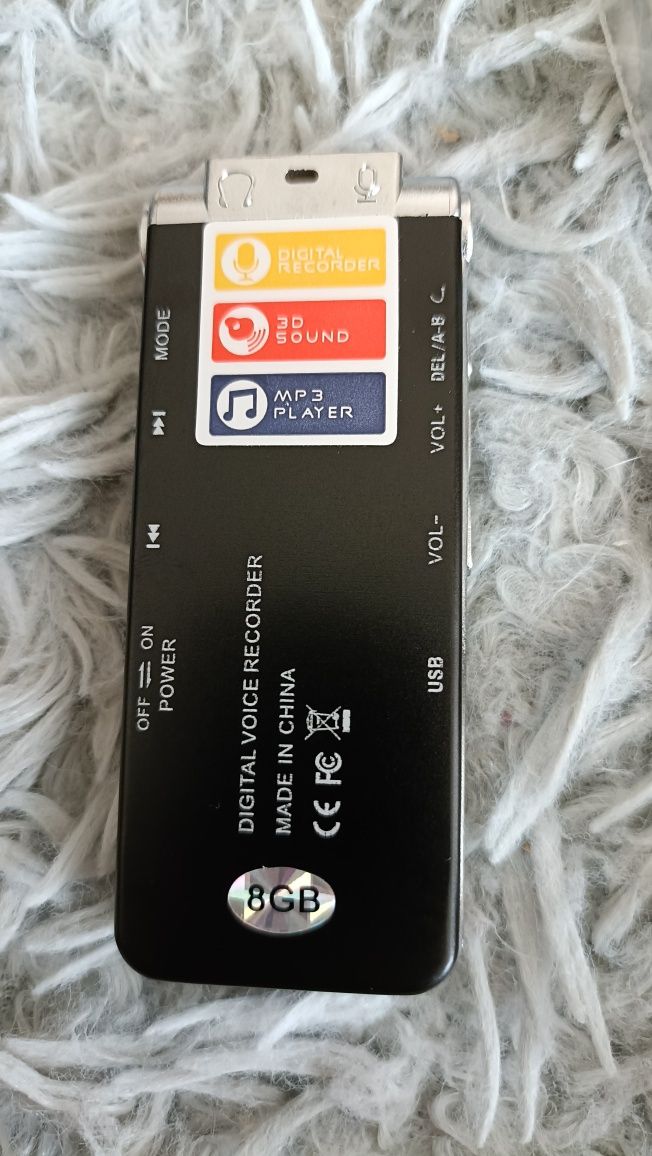 DIGITAL
RECORDER
3D
SOUND
MP3
PLAYER
MODE
DEL/A-B
VOL+
VOL-
OFF ON
POWER
USB
DIGITAL VOICE RECORDER
MADE IN CHINA
CE FC
8GB